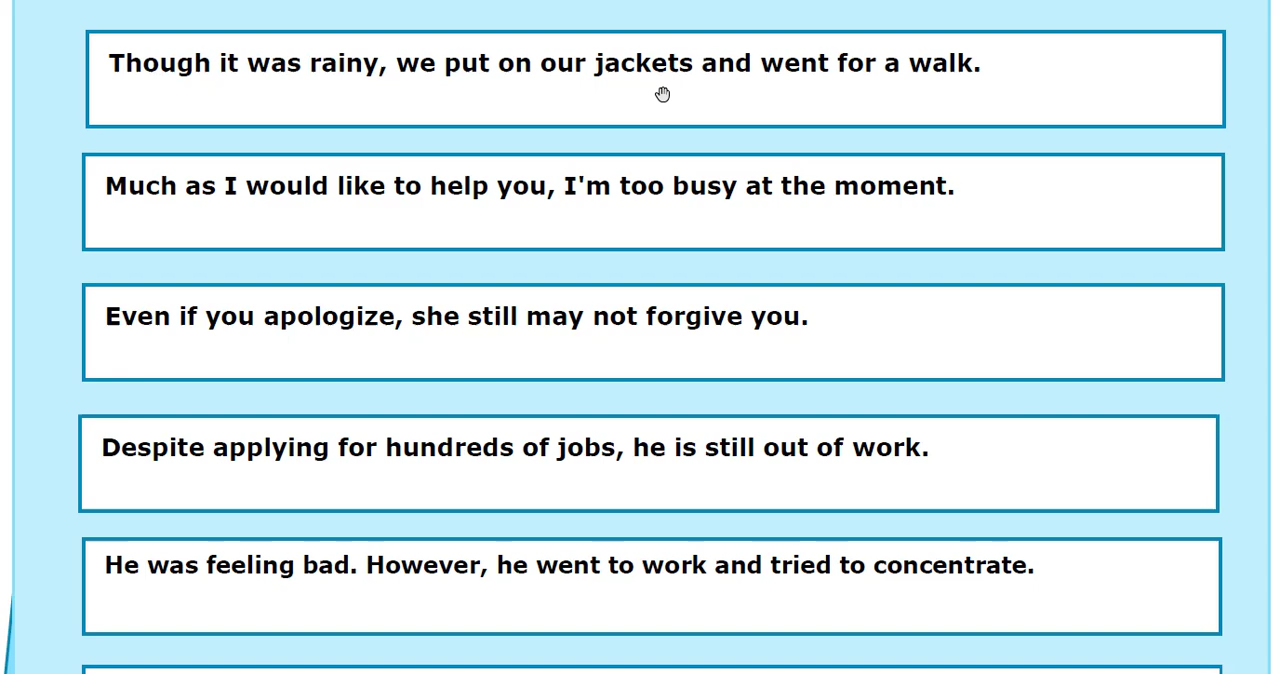 Though it was rainy, we put on our jackets and went for a walk.
Much as I would like to help you, I'm too busy at the moment.
Even if you apologize, she still may not forgive you.
Despite applying for hundreds of jobs, he is still out of work.
He was feeling bad. However, he went to work and tried to concentrate.